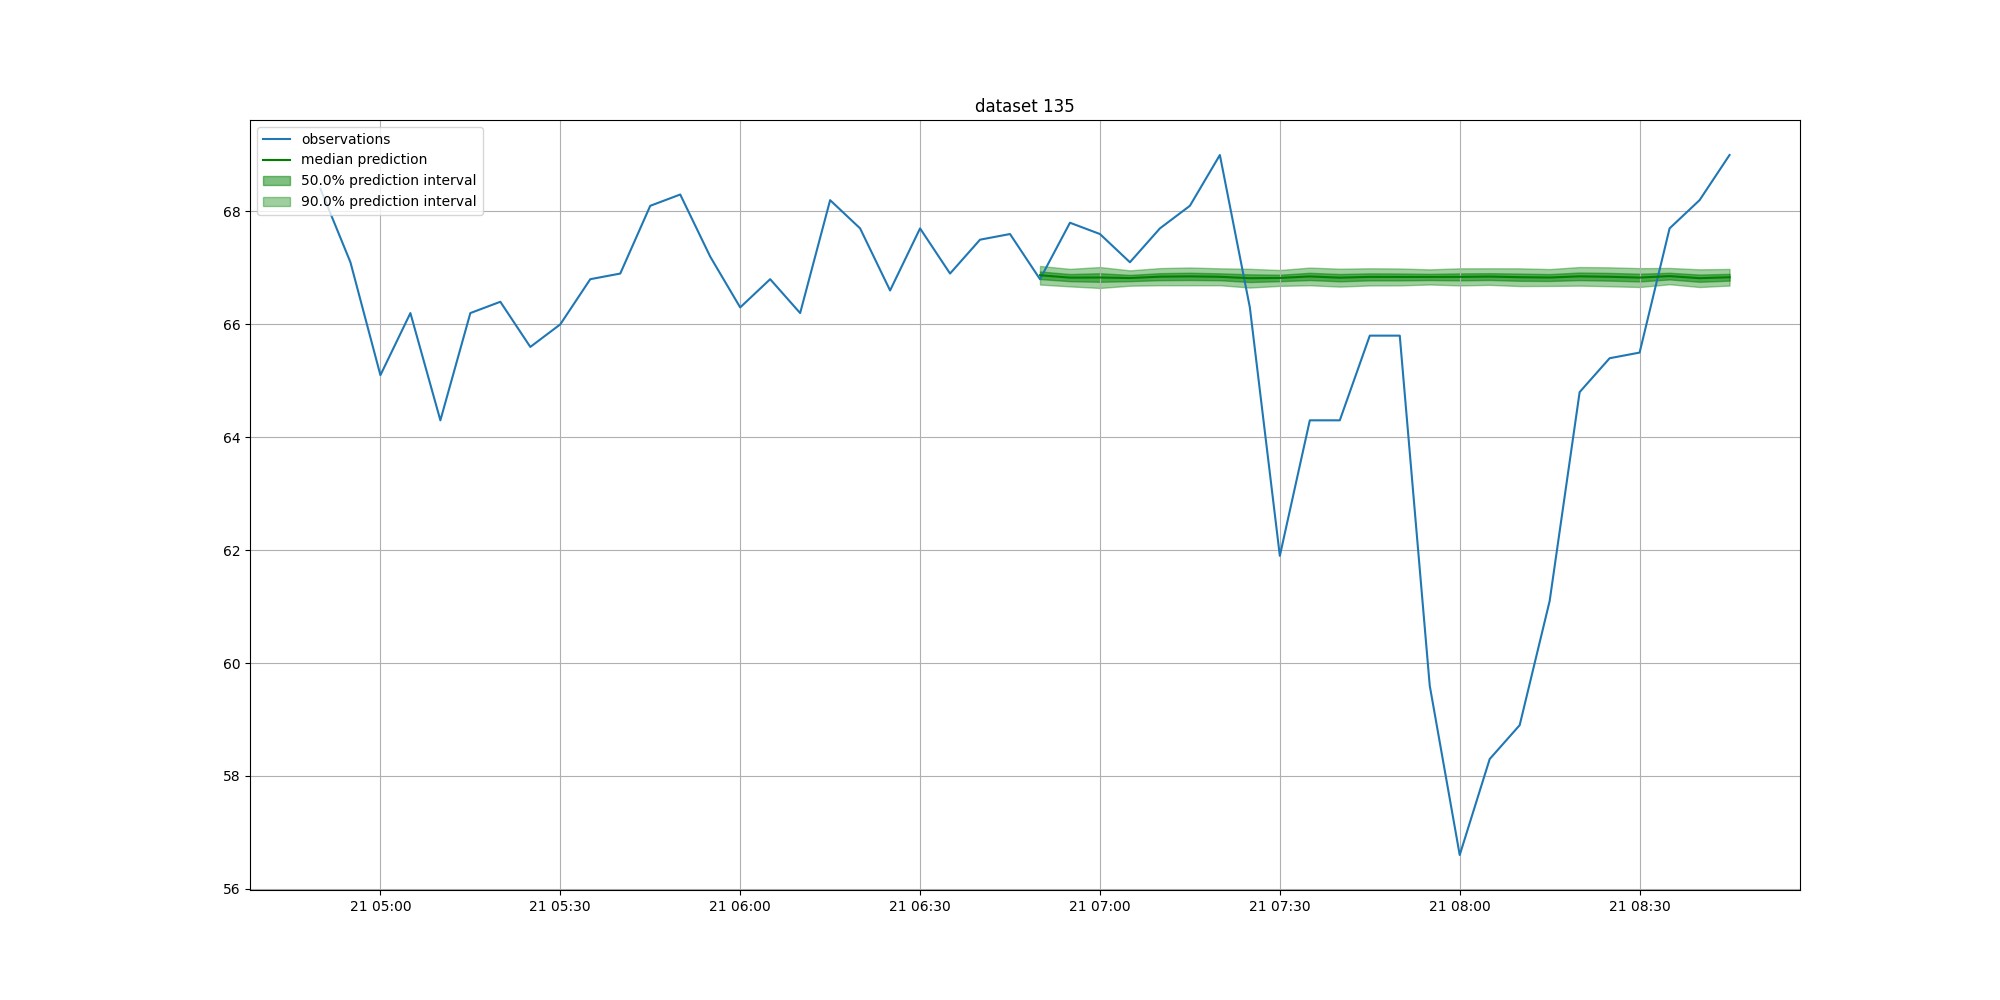 dataset 135
observations
median prediction
50.0% prediction interval
90.0% prediction interval
68
66
64
62
60
58
56
21 05:00 21 05:30 21 06:00 21 06:30 21 07:00 21 07:30 21 08:00 21 08:30